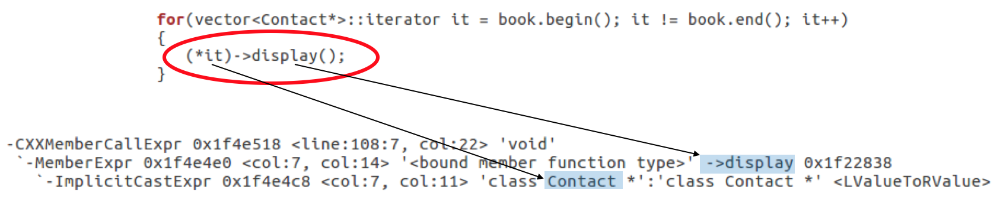 for(vector<Contact*>::iterator it = book.begin(); it != book.end(); it++)
{
(*it)->display();
}
-CXXMemberCallExpr 0x1f4e518 <line:108:7, col:22> 'void'
`-MemberExpr 0x1f4e4e0 <col:7, col:14> '<bound member function type>' ->display 0x1f22838
`-ImplicitCastExpr 0x1f4e4c8 <col:7, col:11> 'class Contact *':'class Contact *' <LValueToRValue>